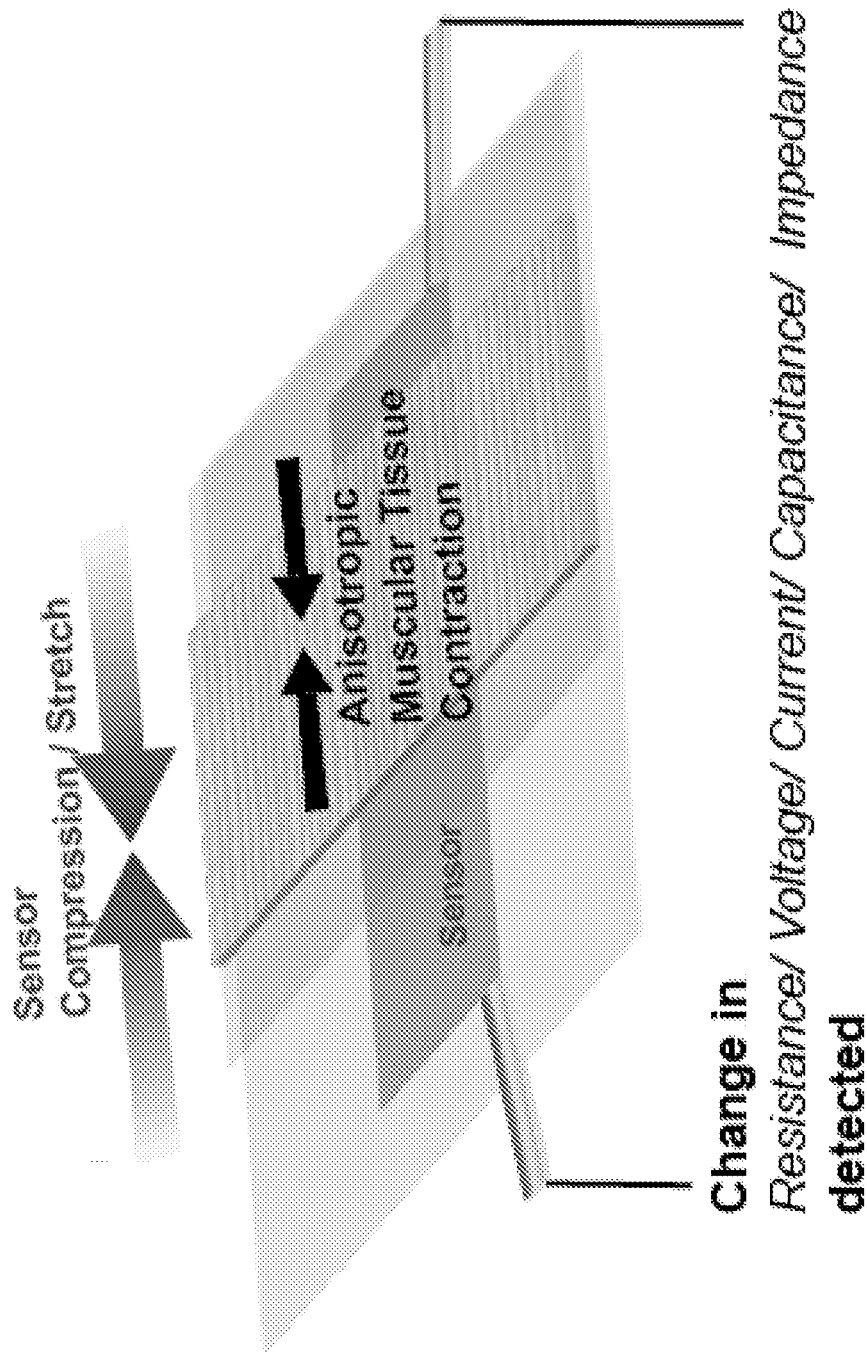 Sensor
Compression / Stretch
Anisotropic
Muscular Tissue
Contraction
Sensor
Change in
Resistance/ Voltage/ Current/ Capacitance/ Impedance
detected